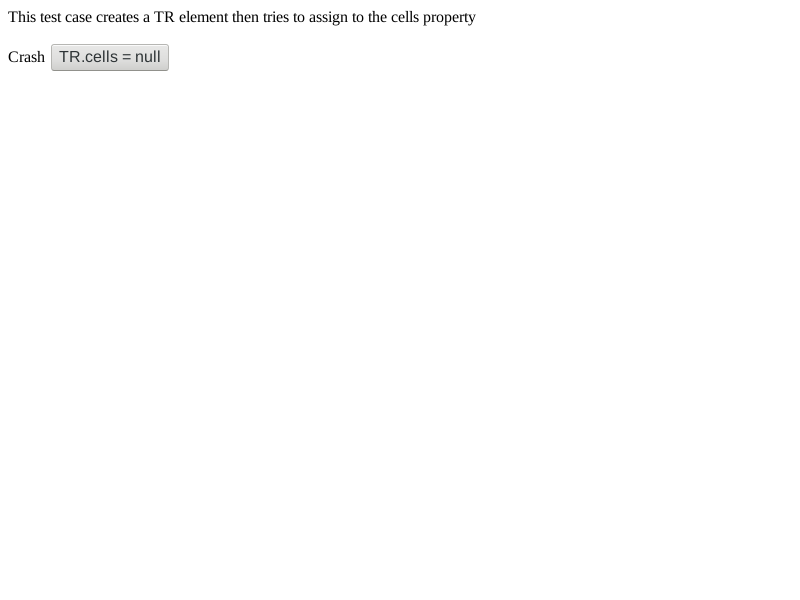 This test case creates a TR element then tries to assign to the cells property
Crash TR.cells = null